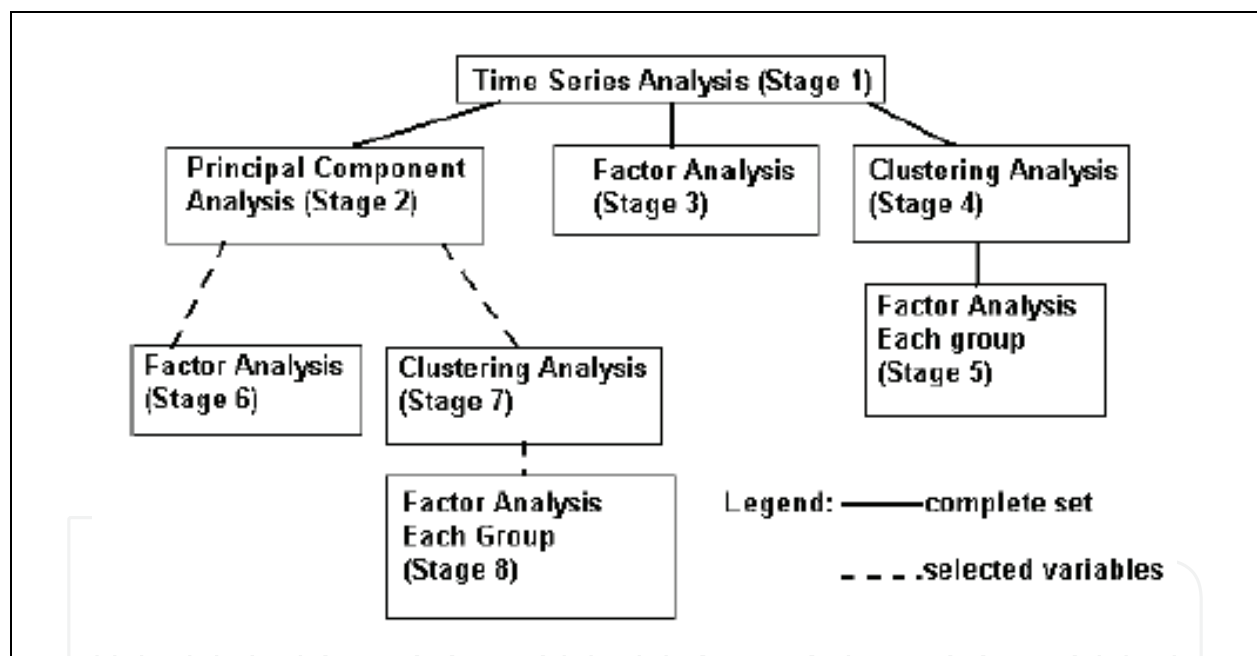 Time Series Analysis (Stage 1)
Principal Component
Analysis (Stage 2)
Factor Analysis
(Stage 3)
Clustering Analysis
(Stage 4)
Factor Analysis
Each group
(Stage 5)
Factor Analysis
(Stage 6)
Clustering Analysis
(Stage 7)
Factor Analysis
Each Group
(Stage 8)
Legend: complete set
selected variables